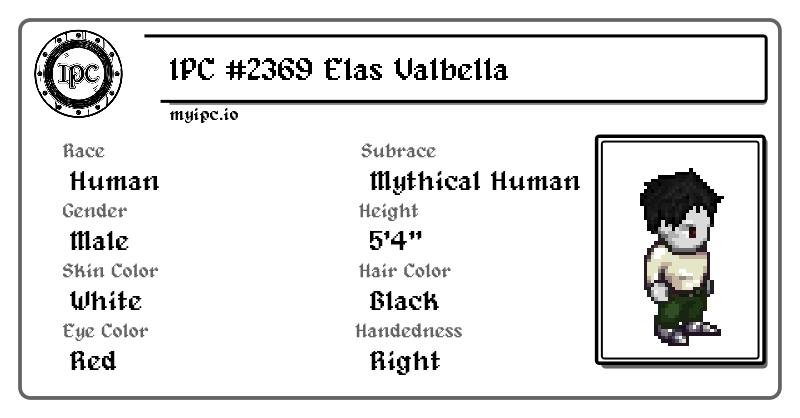 IPC
IPC #2369 Elas Valbella
myipc.io
Race
Subrace
Human
Mythical Human
Gender
Height
Male
5'4"
Skin Color
Hair Color
White
Black
Eye Color
Handedness
Red
Right